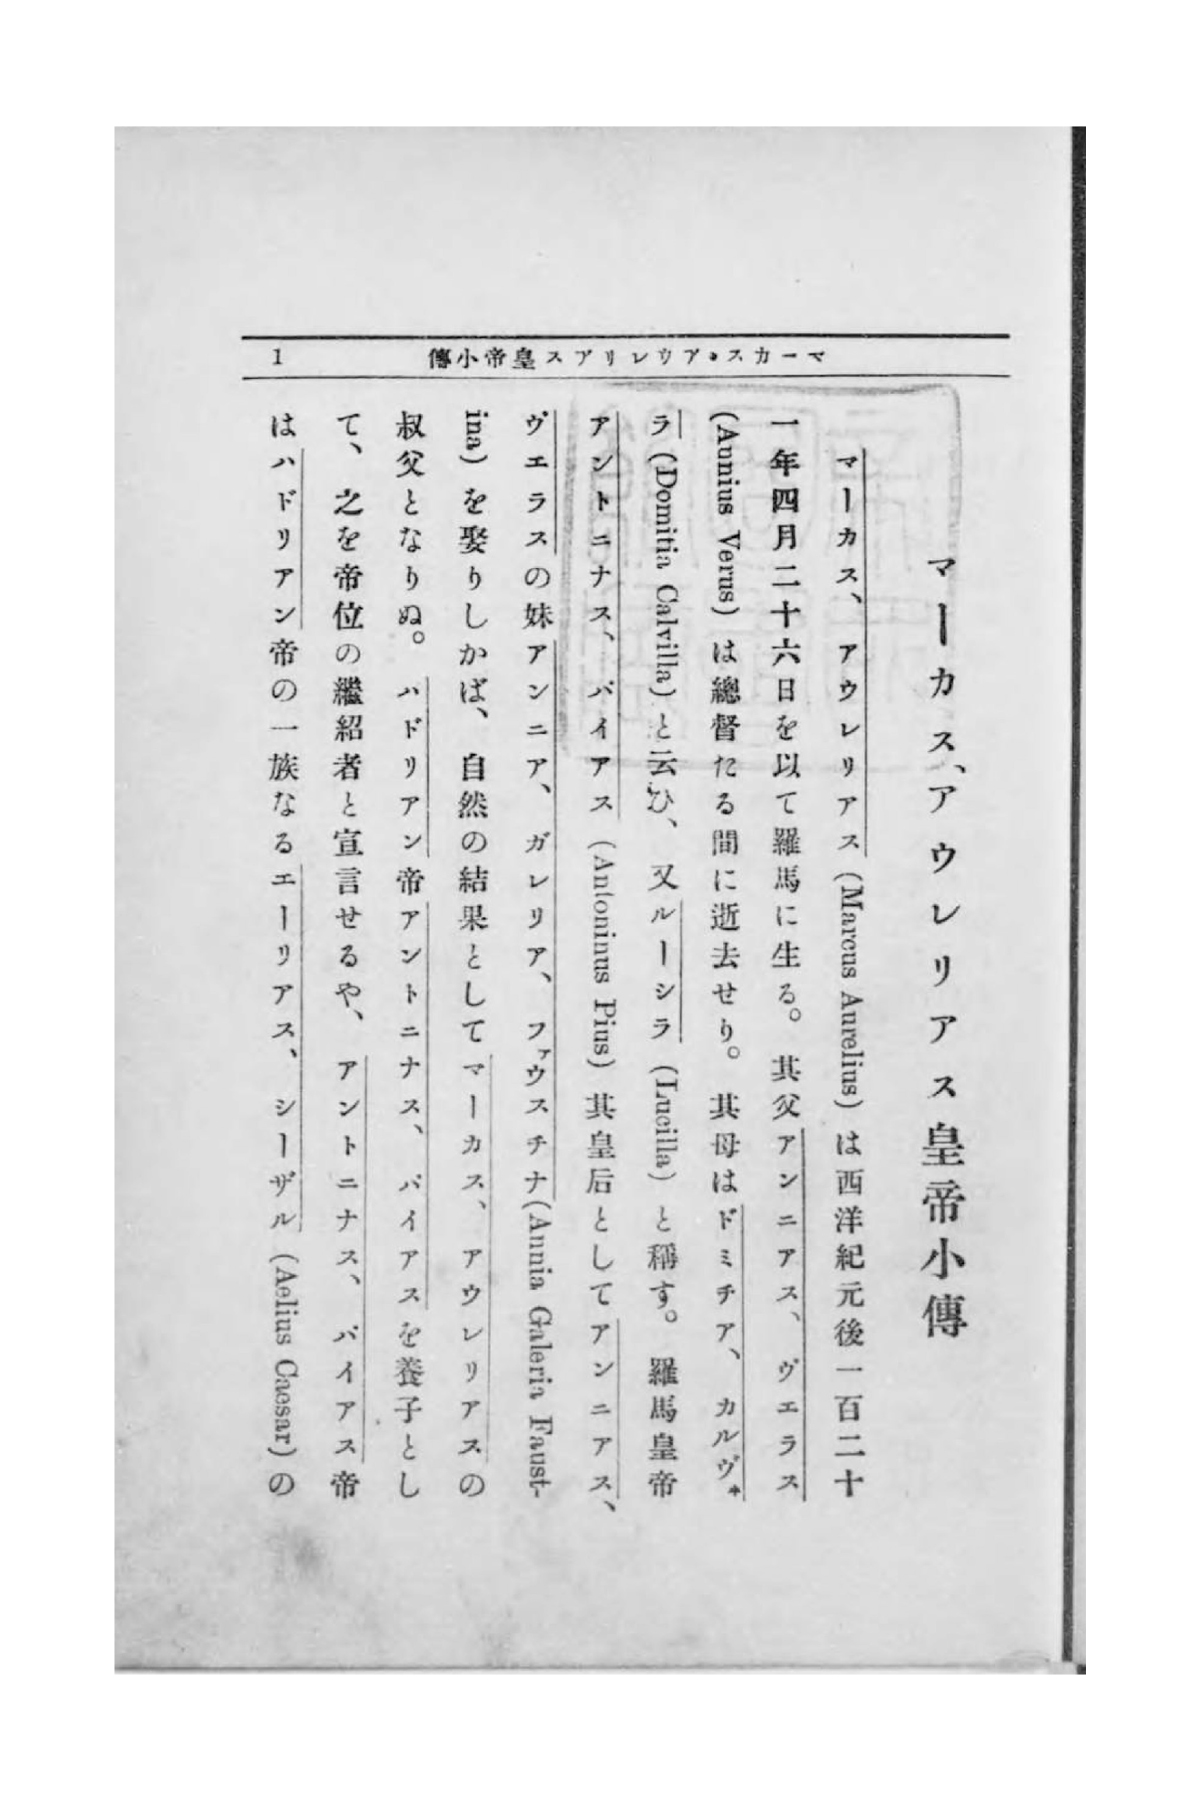 マーカス・アウレリアス皇帝小傳
1
マーカス、アウレリアス皇帝小傳
マーカス、アウレリアス (Marcus Aurelius) は西洋紀元後一百二十
一年四月二十六日を以て羅馬に生る。其父アンニアス、ヴエラス
(Annius Verus) は總督たる間に逝去せり。其母はドミチア、カルヴ*
ラ (Domitia Calvilla) と云ひ、又ルーシラ (Lucilla) と稱す。羅馬皇帝
アントニナス、パイアス (Antoninus Pius) 其皇后としてアンニアス、
ヴエラスの妹アンニア、ガレリア、フアウスチナ (Annia Galeria Faust-
ina) を娶りしかば、自然の結果としてマーカス、アウレリアスの
叔父となりぬ。ハドリアン帝アントニナス、パイアスを養子とし
て、之を帝位の繼紹者と宣言せるや、アントニナス、パイアス帝
はハドリアン帝の一族なるエーリアス、シーザル (Aelius Caesar) の